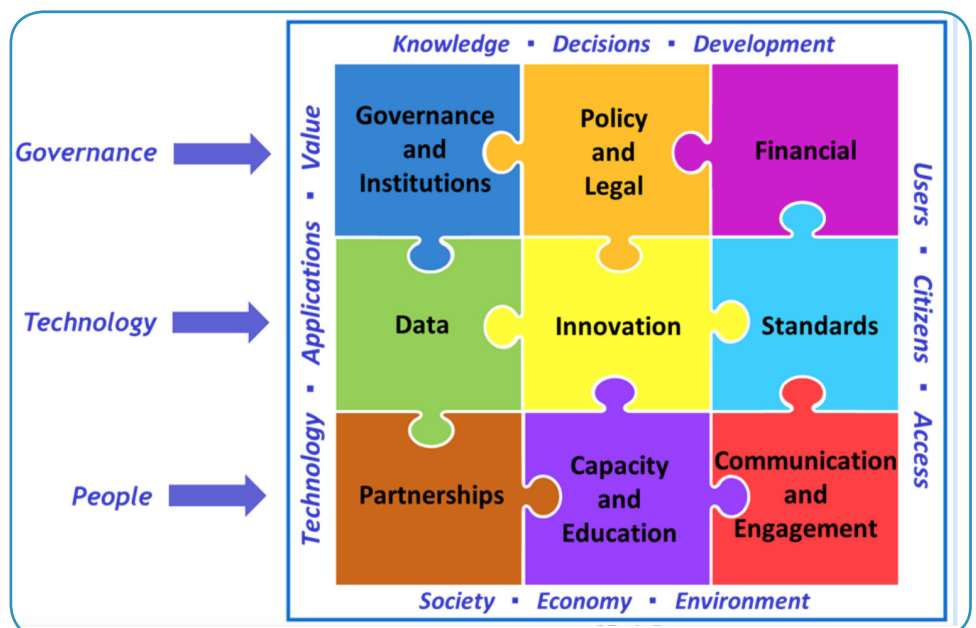 Knowledge ▪ Decisions ▪ Development
Governance
Technology ▪ Applications ▪ Value
Governance
and
Institutions
Policy
and
Legal
Financial
Users ▪ Citizens ▪ Access
Technology
Data
Innovation
Standards
People
Partnerships
Capacity
and
Education
Communication
and
Engagement
Society ▪ Economy ▪ Environment